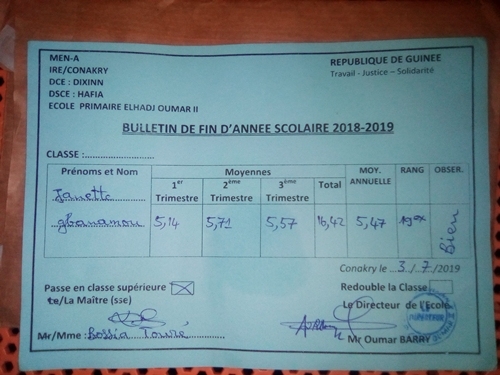 MEN-A
IRE/CONAKRY
DCE : DIXINN
DSCE : HAFIA
ECOLE PRIMAIRE ELHADJ OUMAR II
REPUBLIQUE DE GUINEE
Travail - Justice – Solidarité
BULLETIN DE FIN D'ANNEE SCOLAIRE 2018-2019
CLASSE :........................
Prénoms et Nom Moyennes MOY. ANNUELLE RANG OBSER.
1er Trimestre 2ème Trimestre 3ème Trimestre Total
Janette
gbanamou 5,14 5,71 5,57 16,42 5,47 19ex Bien
Conakry le ...3../...7../2019
Passe en classe supérieure ☒ Redouble la Classe
te/La Maître (sse) Le Directeur de l'Ecole
Mr/Mme : Bossia Touré
Mr Oumar BARRY